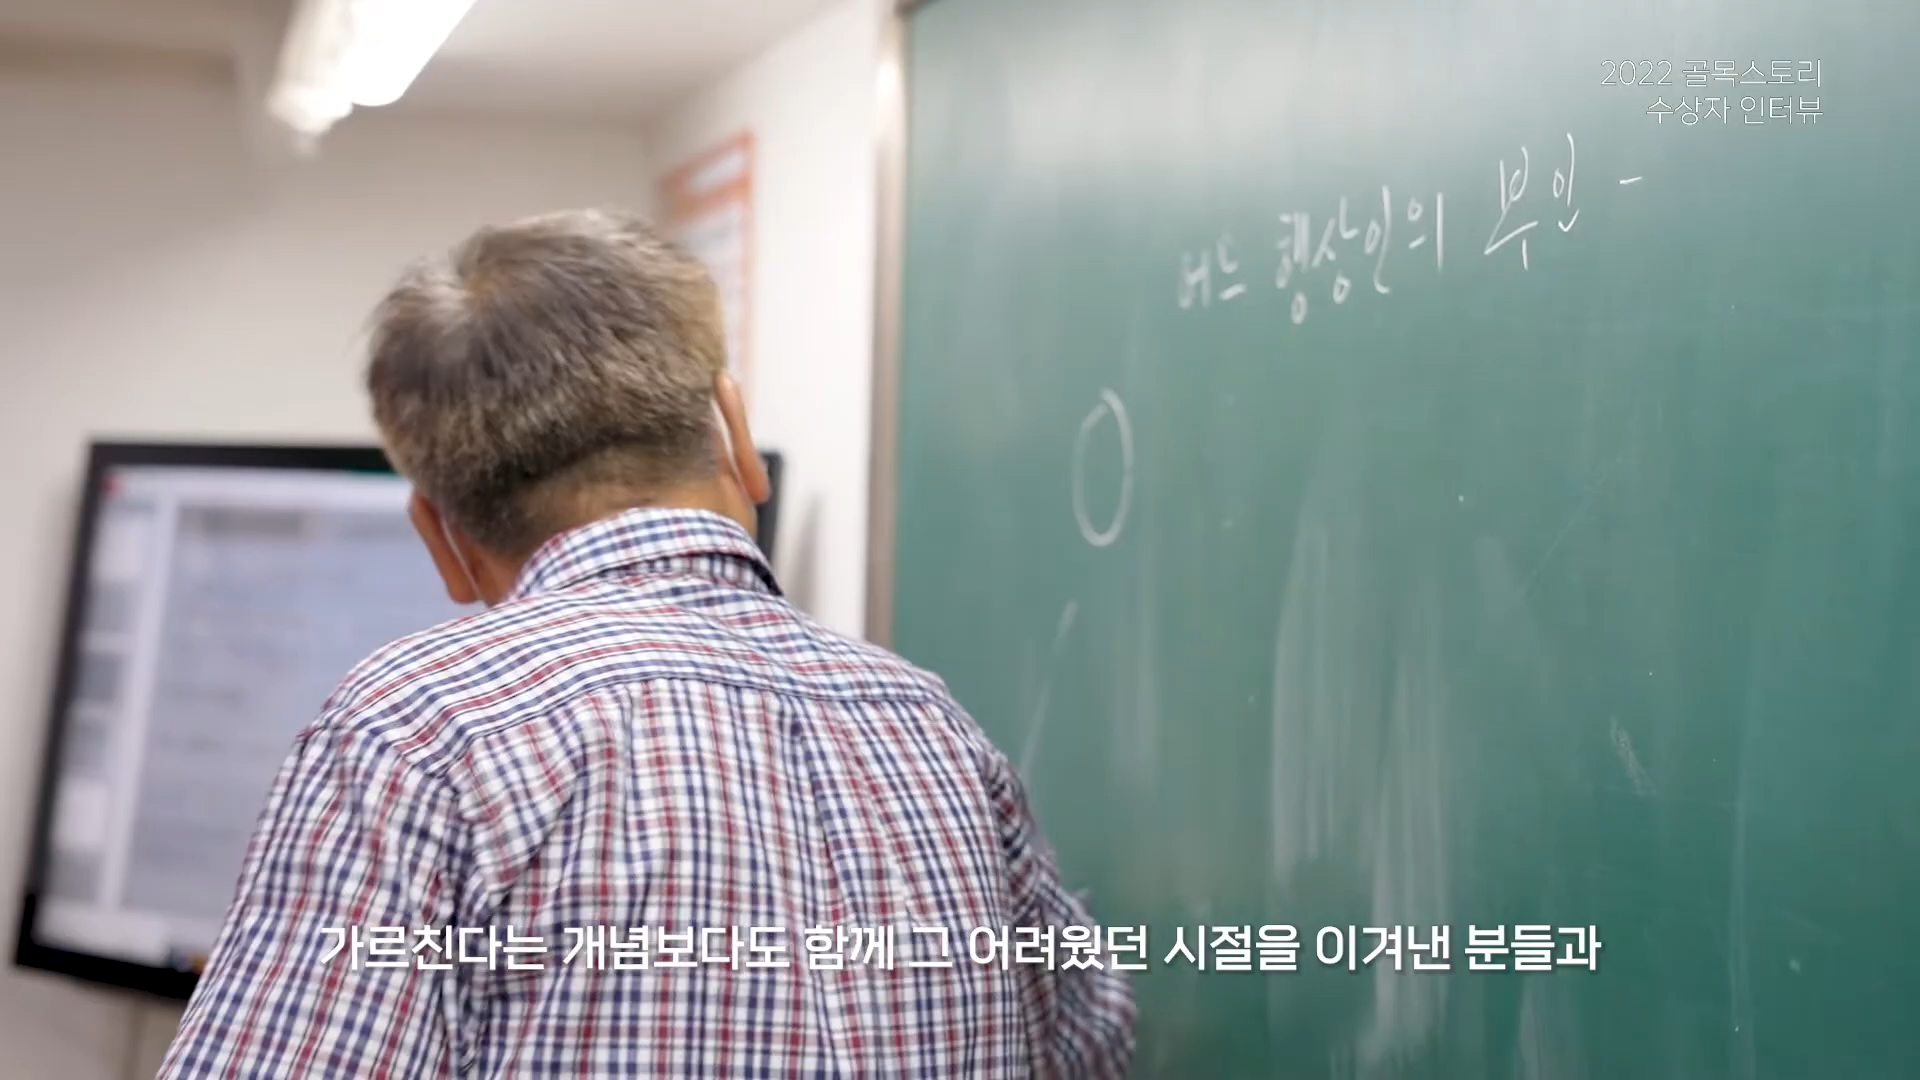 2022 골목스토리
수상자 인터뷰
어느 행상인의 부인 -
가르친다는 개념보다도 함께 그 어려웠던 시절을 이겨낸 분들과